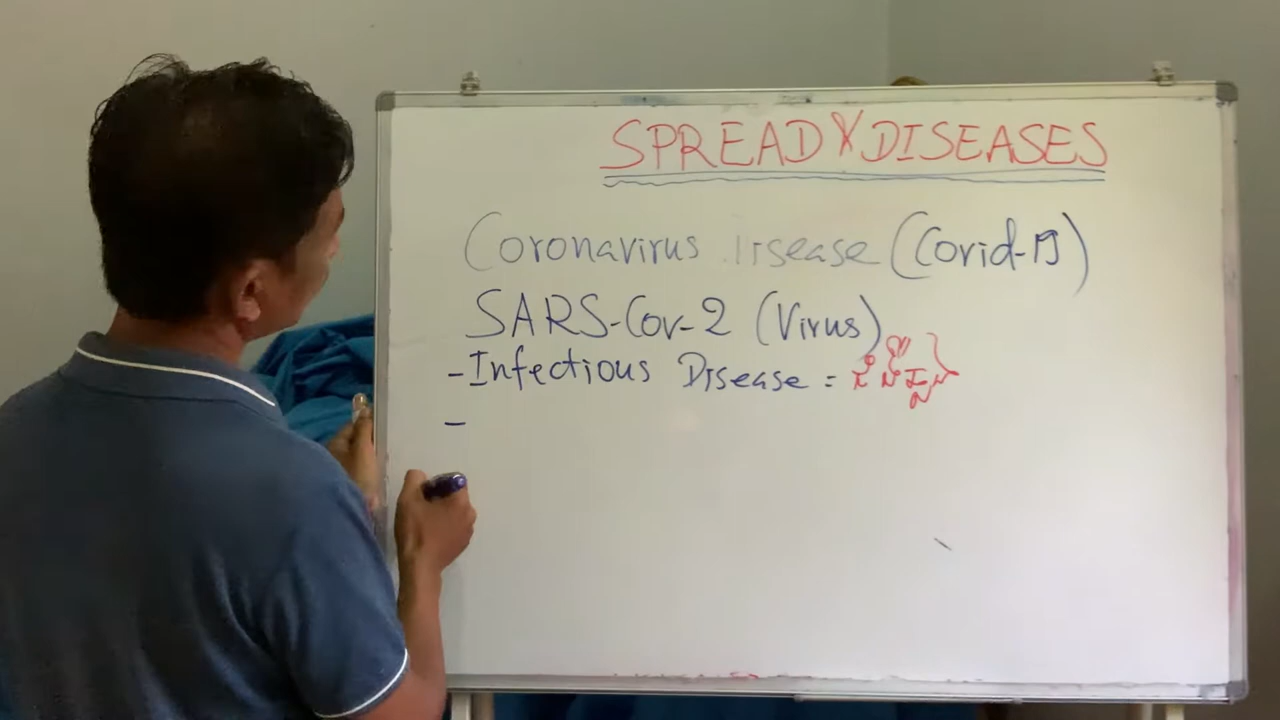 SPREAD DISEASES
Coronavirus Disease (Covid-19)
SARS-Cov-2 (Virus)
-Infectious Disease =
-